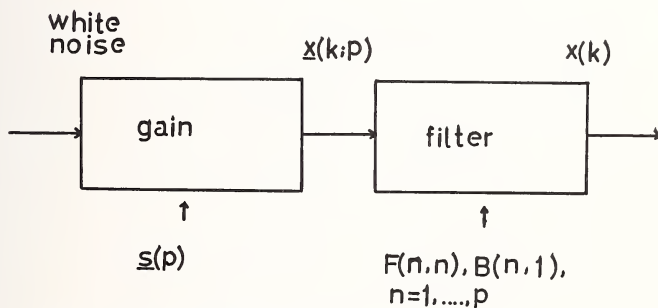 white
noise
x(k;p)
x(k)
gain
filter
s(p)
F(n,n), B(n,1),
n=1,....,p